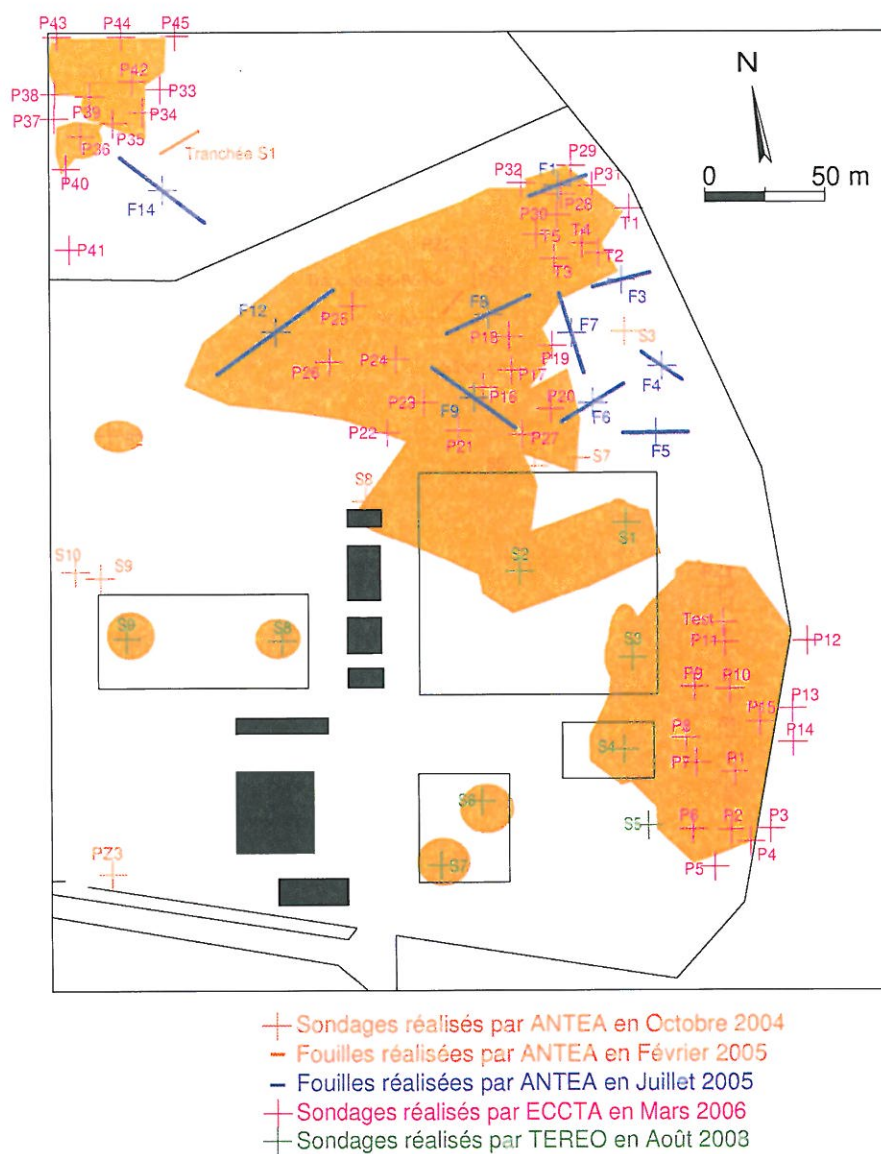 P43 P44 P45
P42
P33
P38
P39
P34
P37
P35
P36
Tranchée S1
P40
F14
P41
N
0 50 m
P29
F1
P32
P31
P28
P30
T1
T5
T4
T2
T3
F3
P25
F12
F8
F7
S3
P18
P19
P24
P26
P17
F4
P16
P23
F9
P20
F6
P22
P21
P27
F5
S7
S8
S1
S10
S9
S2
S9
S8
Test
P11
P12
S3
P9
P10
P13
P15
P8
P14
S4
P7
P1
S6
S5
P6
P2
P3
P4
PZ3
S7
P5
Sondages réalisés par ANTEA en Octobre 2004
Fouilles réalisées par ANTEA en Février 2005
Fouilles réalisées par ANTEA en Juillet 2005
Sondages réalisés par ECCTA en Mars 2006
Sondages réalisés par TEREO en Août 2008